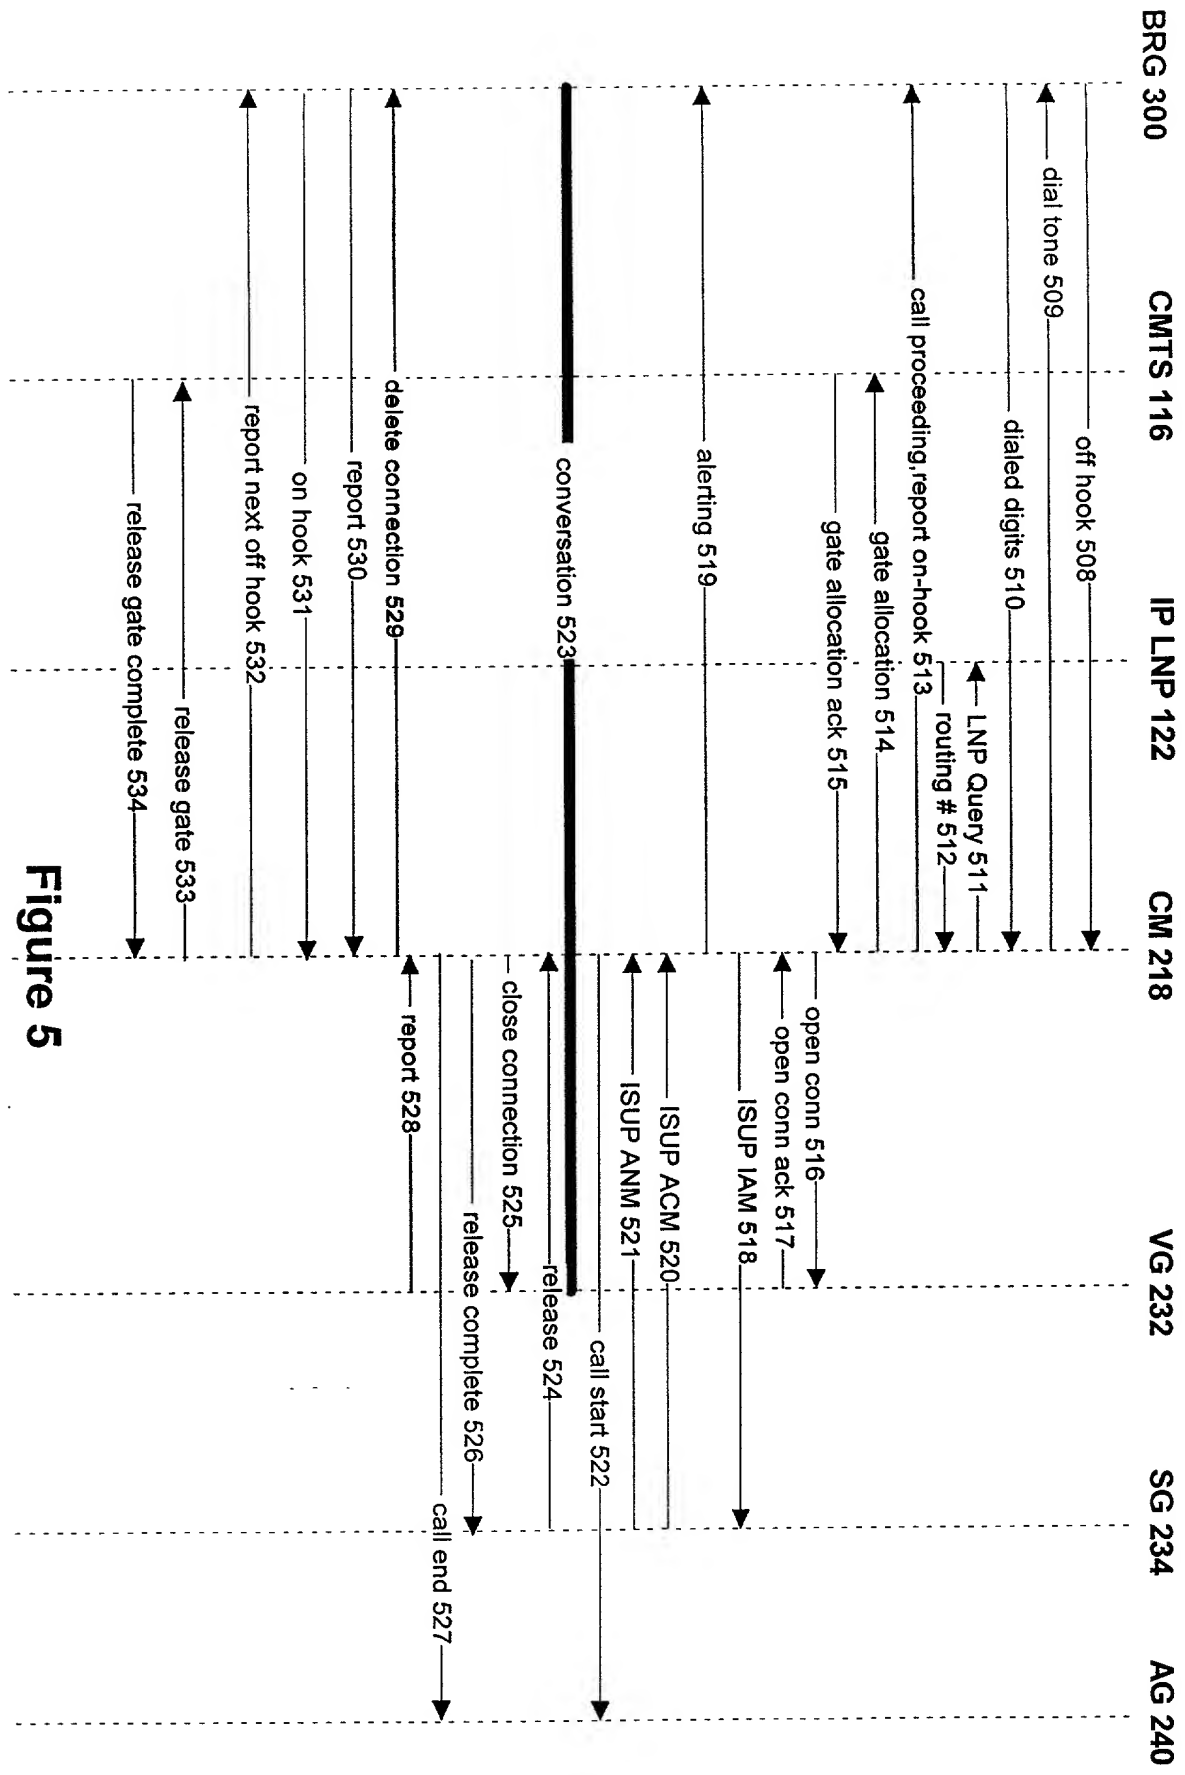 BRG 300 CMTS 116 IP LNP 122 CM 218 VG 232 SG 234 AG 240
off hook 508
dial tone 509
dialed digits 510
LNP Query 511
routing # 512
call proceeding,report on-hook 513
gate allocation 514
gate allocation ack 515
open conn 516
open conn ack 517
ISUP IAM 518
alerting 519
ISUP ACM 520
ISUP ANM 521
call start 522
conversation 523
release 524
close connection 525
release complete 526
call end 527
report 528
delete connection 529
report 530
on hook 531
report next off hook 532
release gate 533
release gate complete 534
Figure 5